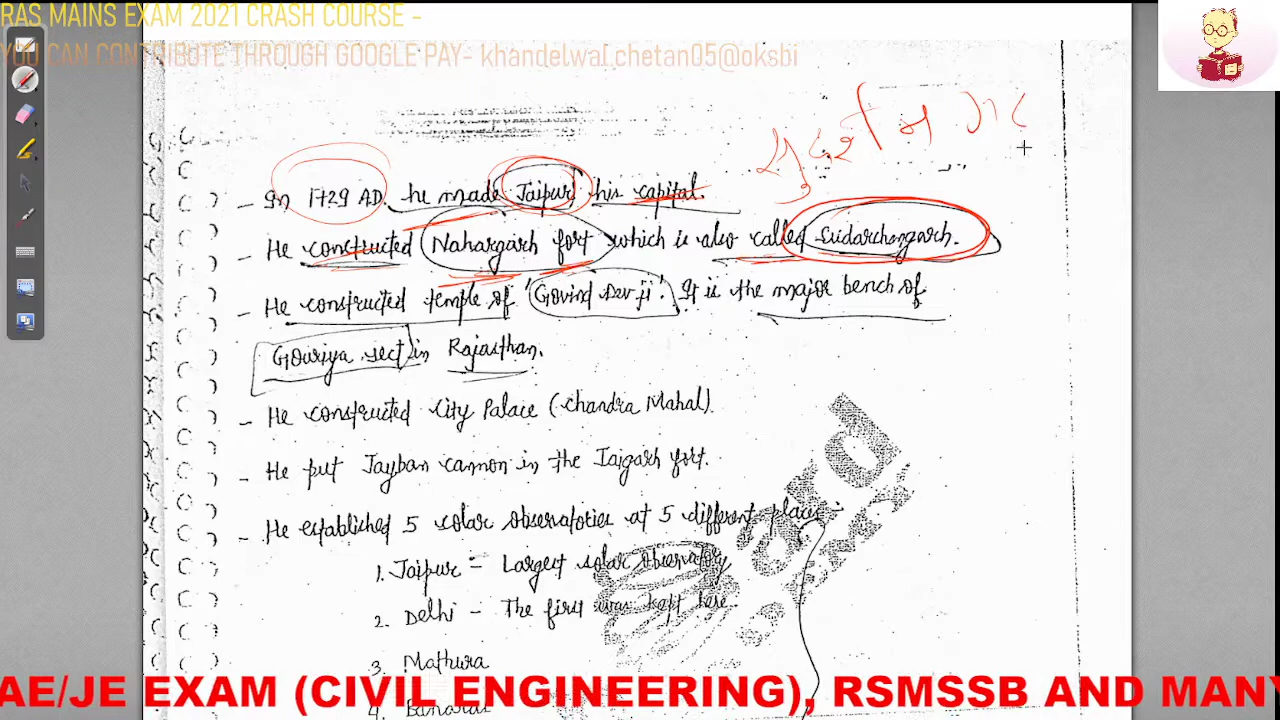 RAS MAINS EXAM 2021 CRASH COURSE -
YOU CAN CONTRIBUTE THROUGH GOOGLE PAY- khandelwal.chetan05@oksbi
- In 1729 AD. he made Jaipur his capital.
- He constructed Nahargarh fort which is also called Sudarshangarh.
- He constructed temple of 'Govind Dev ji'. It is the major bench of
Gouriya sect in Rajasthan.
- He constructed City Palace (Chandra Mahal).
- He put Jayban cannon in the Jaigarh fort.
- He established 5 solar observatories at 5 different places :-
1. Jaipur - Largest solar observatory
2. Delhi - The first was kept here.
3. Mathura
4. Banaras
AE/JE EXAM (CIVIL ENGINEERING), RSMSSB AND MANY